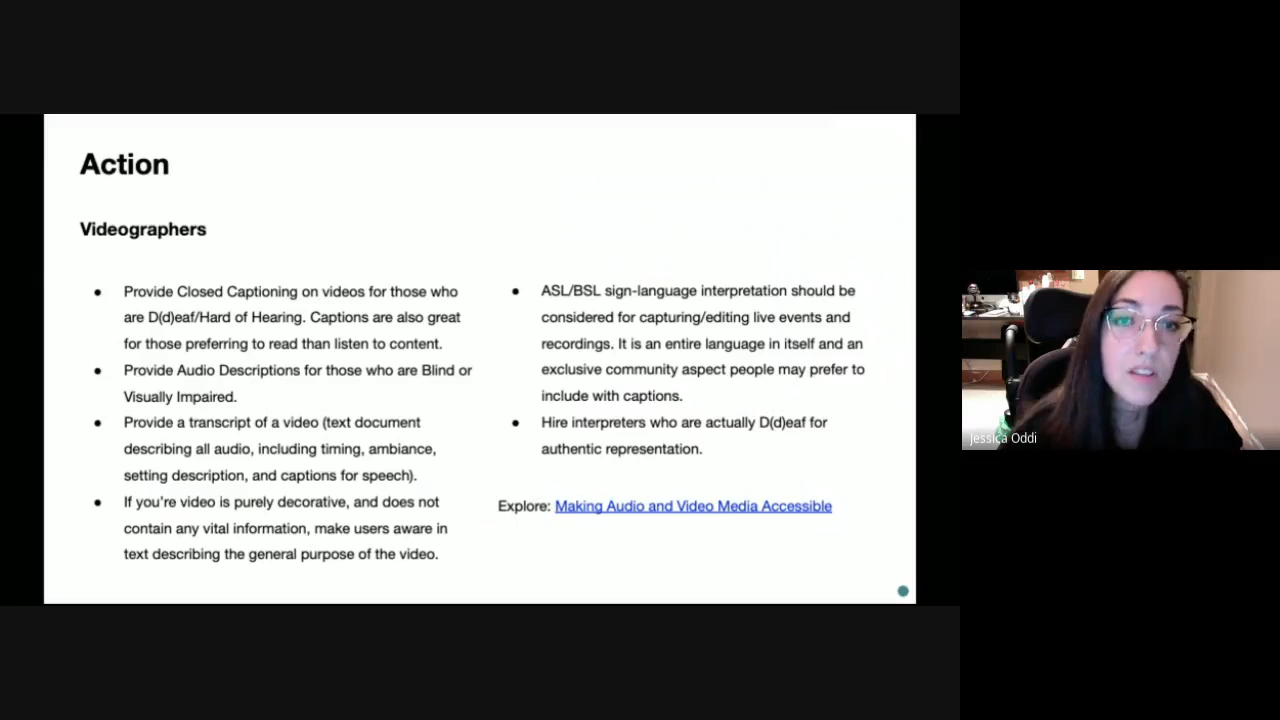 Action
Videographers
● Provide Closed Captioning on videos for those who
are D(d)eaf/Hard of Hearing. Captions are also great
for those preferring to read than listen to content.
● Provide Audio Descriptions for those who are Blind or
Visually Impaired.
● Provide a transcript of a video (text document
describing all audio, including timing, ambiance,
setting description, and captions for speech).
● If you're video is purely decorative, and does not
contain any vital information, make users aware in
text describing the general purpose of the video.
● ASL/BSL sign-language interpretation should be
considered for capturing/editing live events and
recordings. It is an entire language in itself and an
exclusive community aspect people may prefer to
include with captions.
● Hire interpreters who are actually D(d)eaf for
authentic representation.
Explore: Making Audio and Video Media Accessible
Jessica Oddi